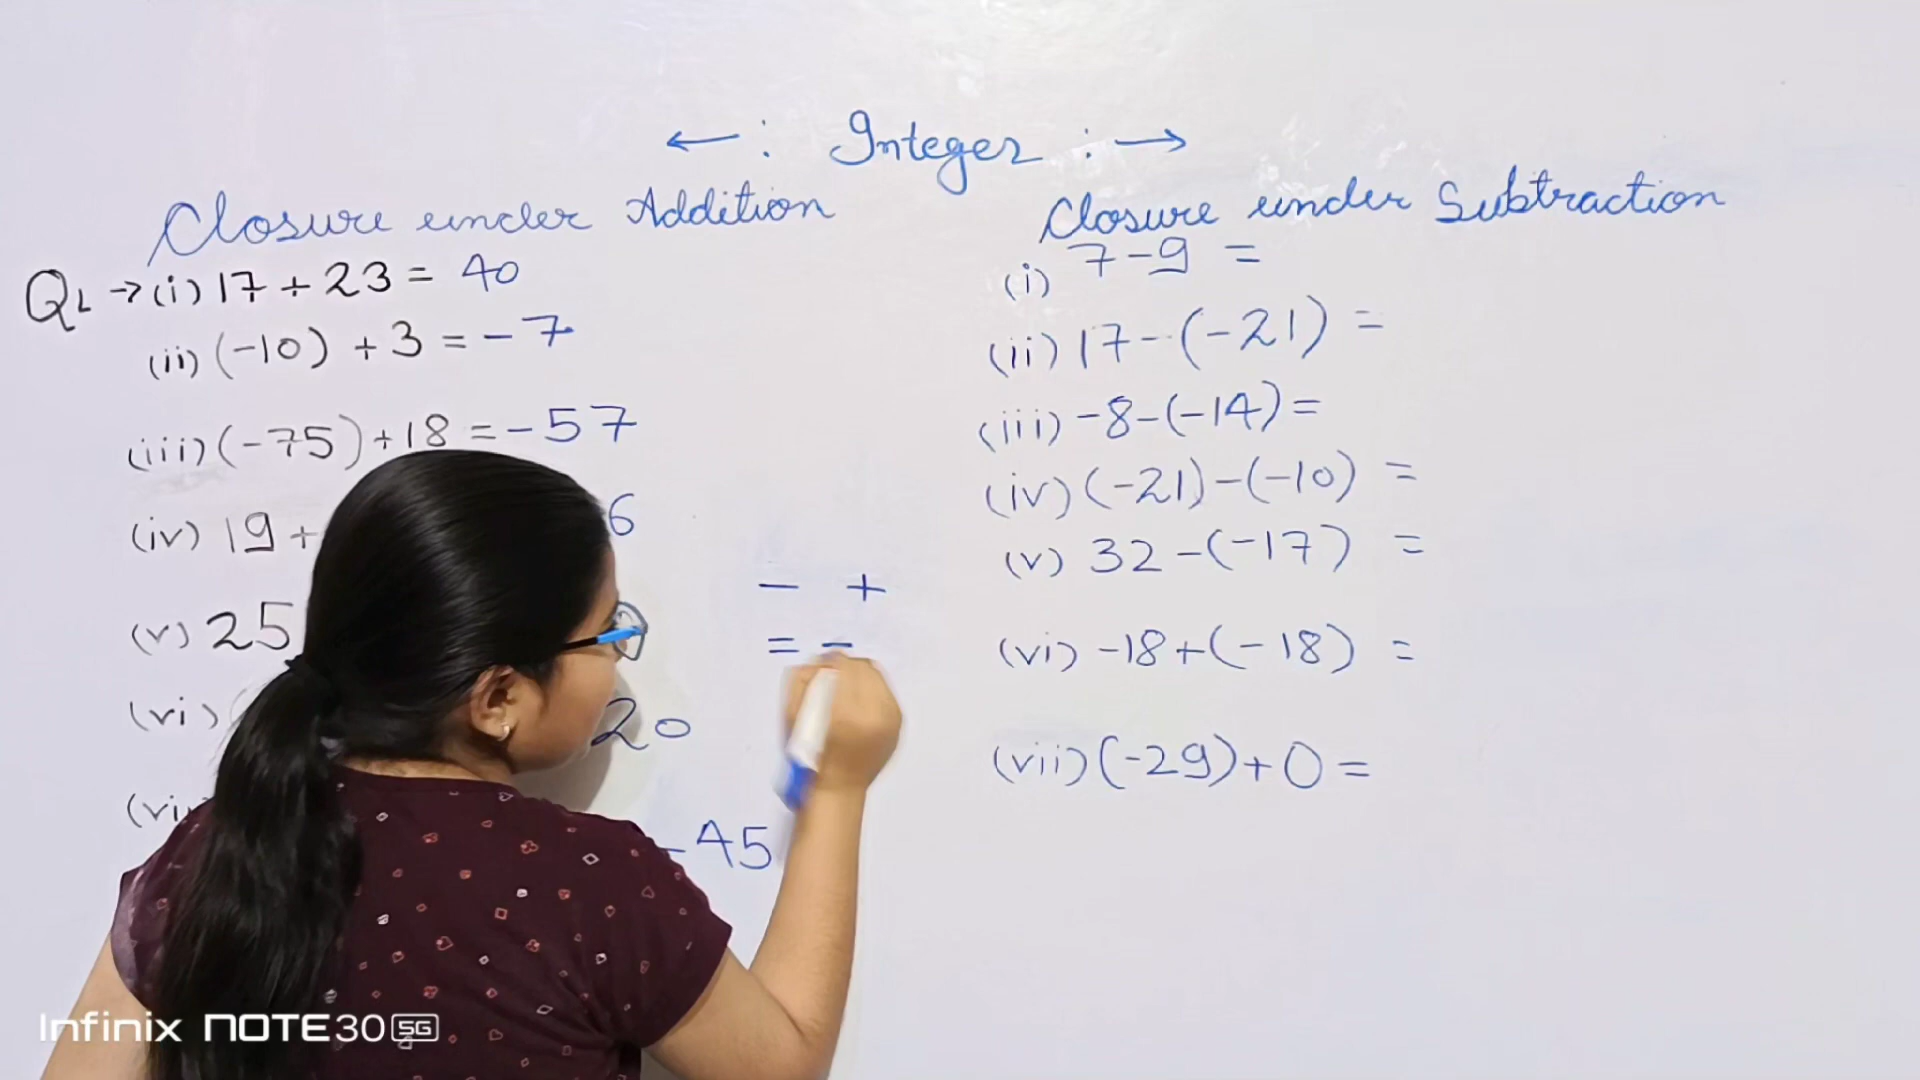 ←: Integer :→
Closure under Addition
Q1 → (i) 17 + 23 = 40
(ii) (-10) + 3 = - 7
(iii) (-75) + 18 = - 57
(iv) 19 + 6
(v) 25
(vi) 20
- 45
- +
= -
Closure under Subtraction
(i) 7 - 9 =
(ii) 17 - (-21) =
(iii) -8 - (-14) =
(iv) (-21) - (-10) =
(v) 32 - (-17) =
(vi) -18 + (-18) =
(vii) (-29) + 0 =
Infinix NOTE 30 5G